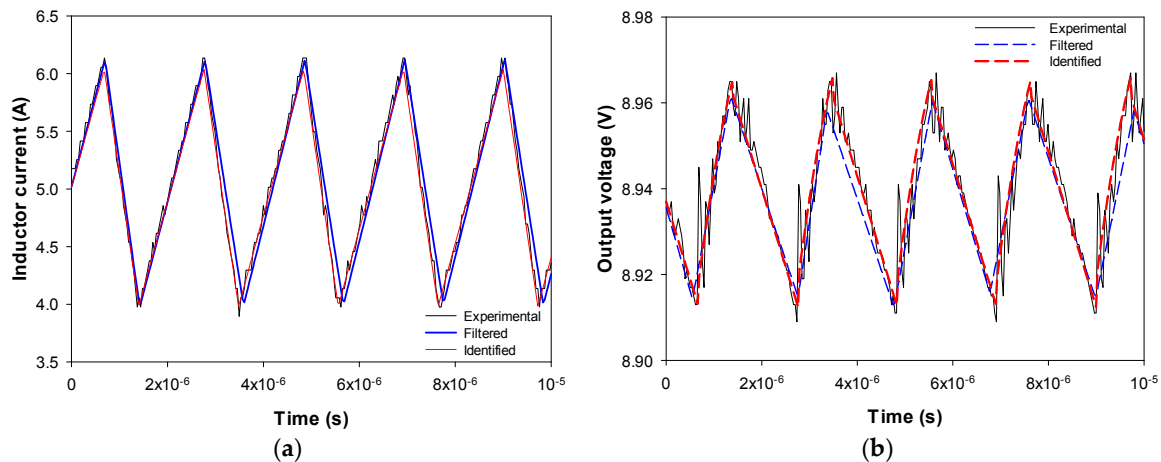 6.5
6.0
5.5
5.0
4.5
4.0
3.5
Inductor current (A)
Experimental
Filtered
Identified
0 2x10-6 4x10-6 6x10-6 8x10-6 10-5
Time (s)
(a)
8.98
8.96
8.94
8.92
8.90
Output voltage (V)
Experimental
Filtered
Identified
0 2x10-6 4x10-6 6x10-6 8x10-6 10-5
Time (s)
(b)